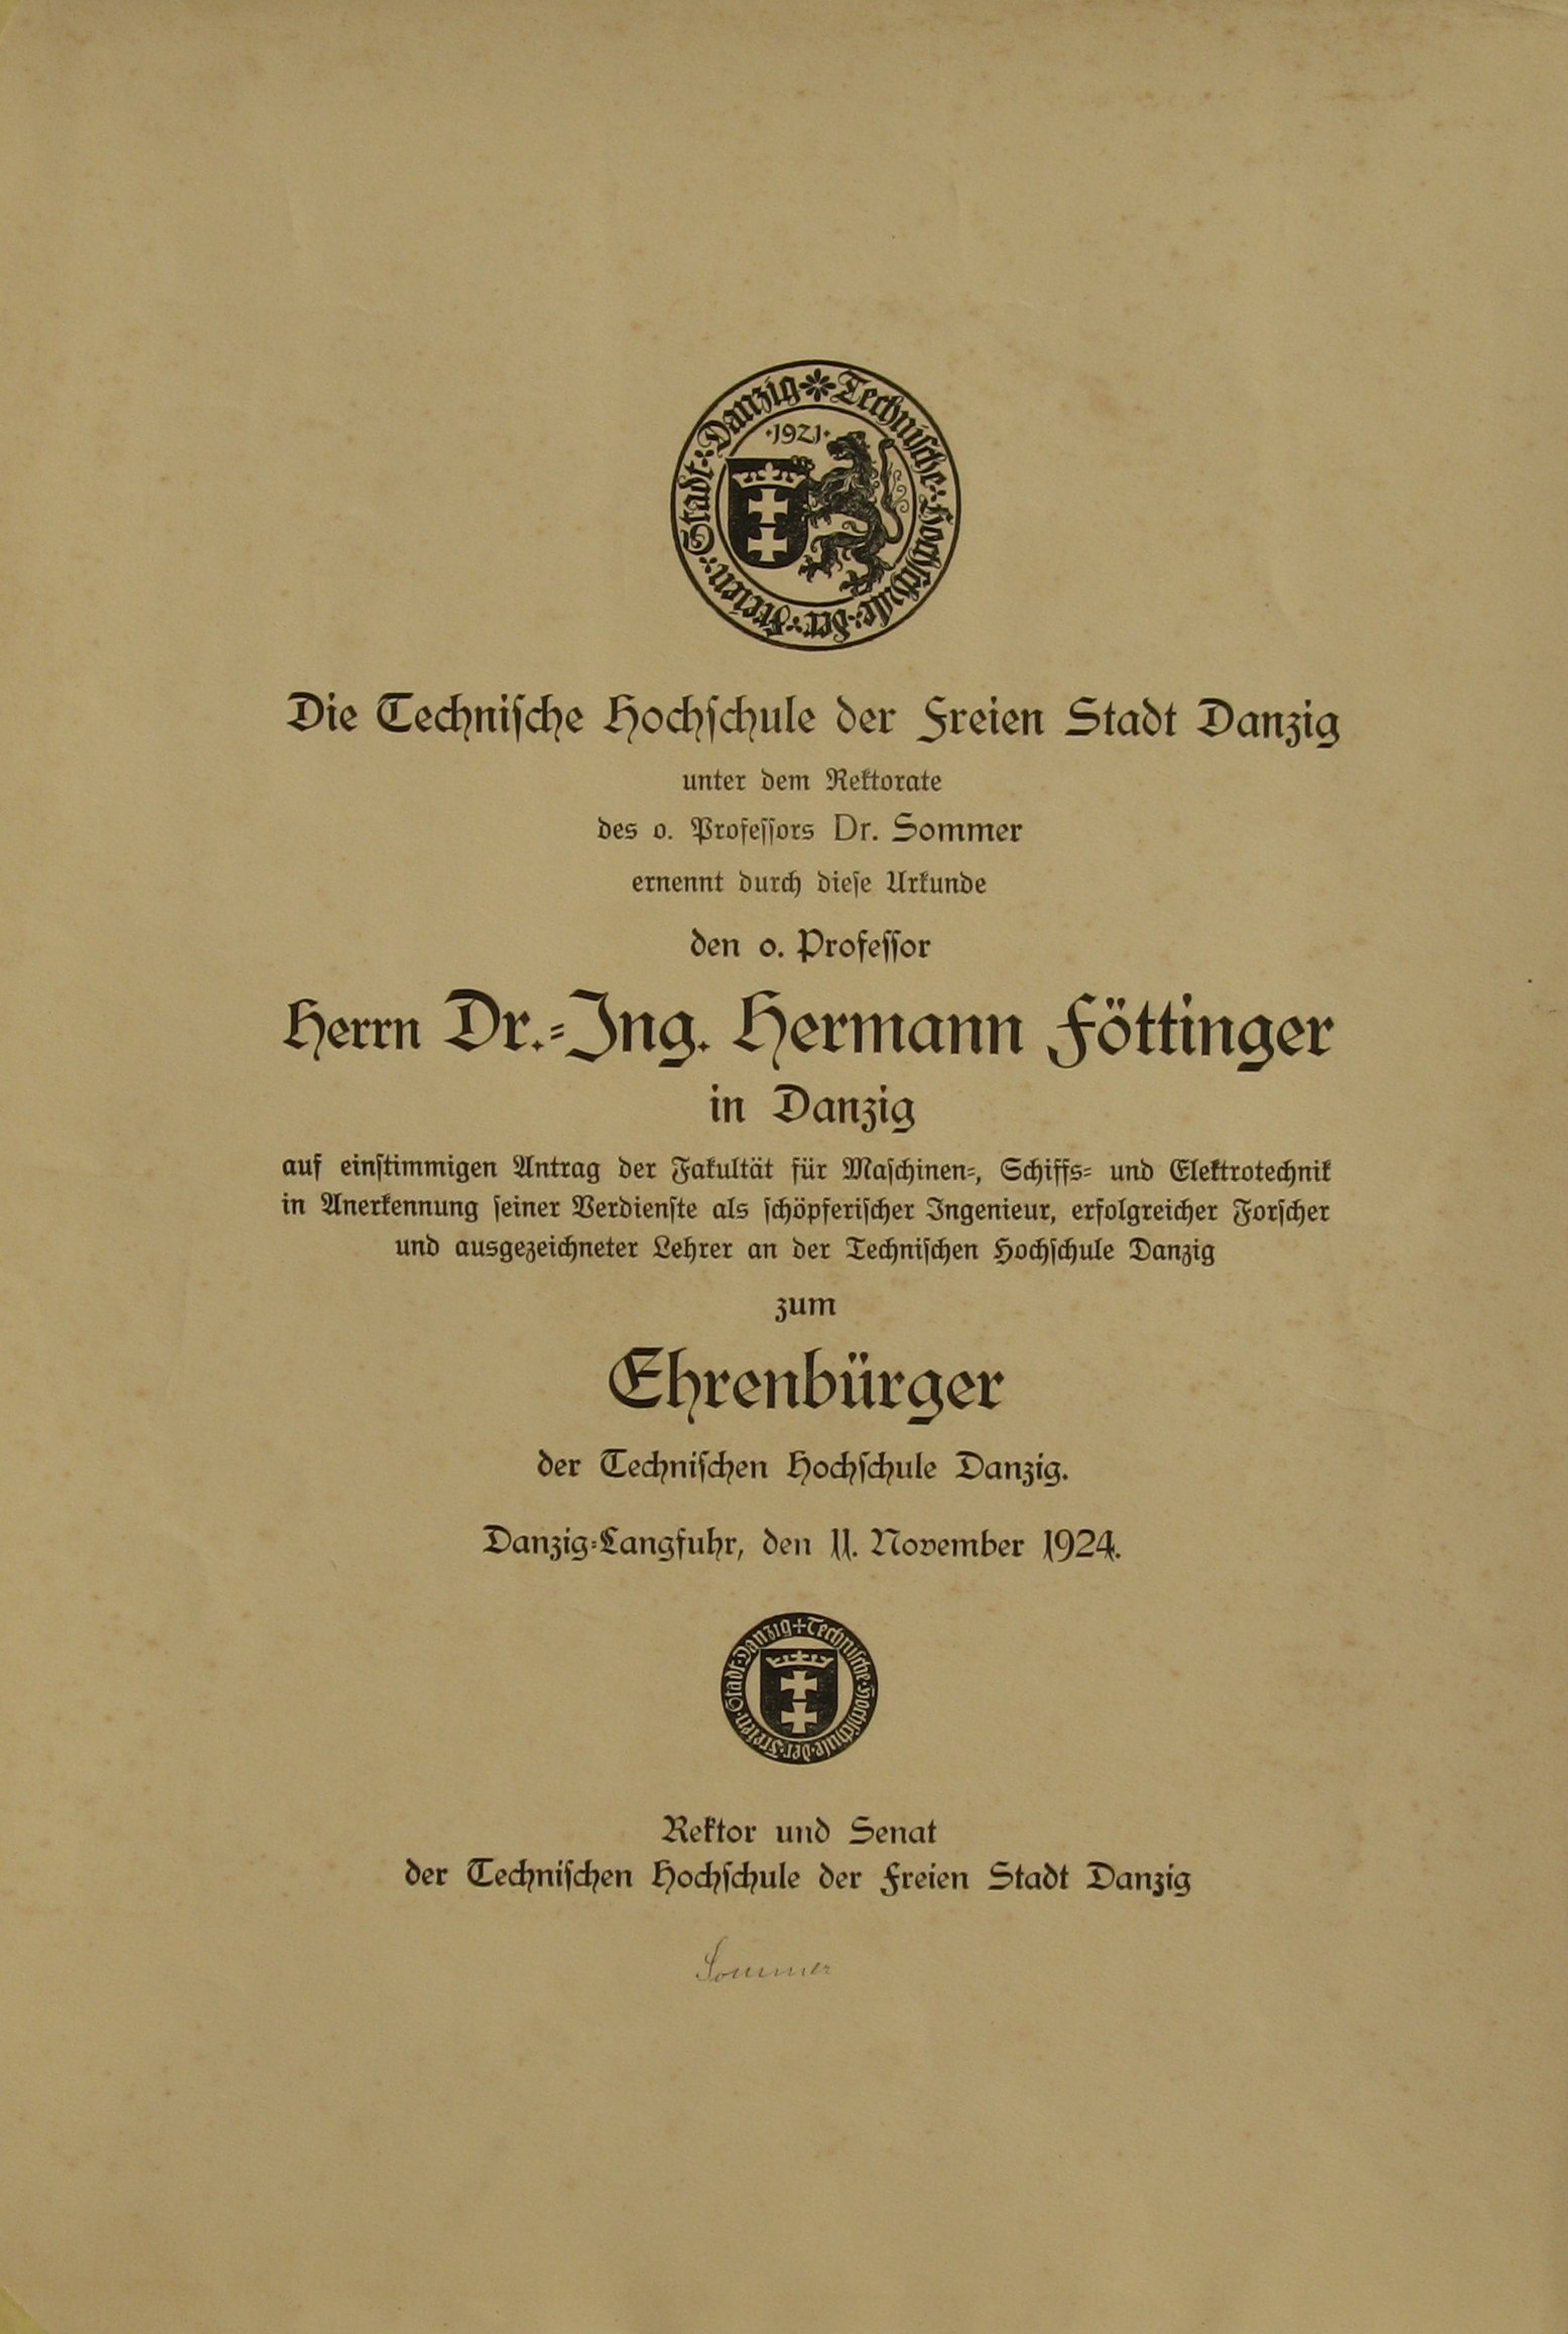 Technische Hochschule der Freien Stadt Danzig
1921
Die Technische Hochschule der Freien Stadt Danzig
unter dem Rektorate
des o. Professors Dr. Sommer
ernennt durch diese Urkunde
den o. Professor
Herrn Dr.-Ing. Hermann Föttinger
in Danzig
auf einstimmigen Antrag der Fakultät für Maschinen-, Schiffs- und Elektrotechnik
in Anerkennung seiner Verdienste als schöpferischer Ingenieur, erfolgreicher Forscher
und ausgezeichneter Lehrer an der Technischen Hochschule Danzig
zum
Ehrenbürger
der Technischen Hochschule Danzig.
Danzig-Langfuhr, den 11. November 1924.
Technische Hochschule der Freien Stadt Danzig
Rektor und Senat
der Technischen Hochschule der Freien Stadt Danzig
Sommer